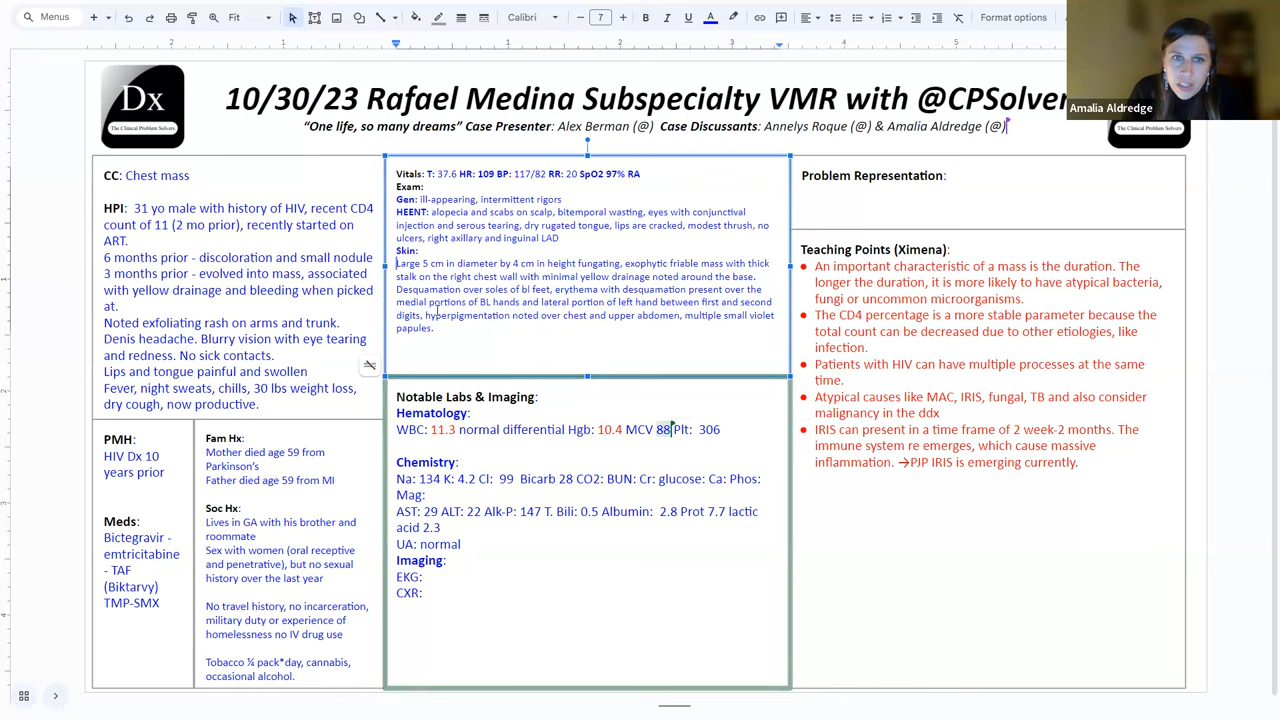 Menus
Fit
Calibri
7
Format options
2
1
1
2
3
4
5
Amalia Aldredge
Dx
The Clinical Problem Solvers
10/30/23 Rafael Medina Subspecialty VMR with @CPSolver
"One life, so many dreams" Case Presenter: Alex Berman (@) Case Discussants: Annelys Roque (@) & Amalia Aldredge (@)
The Clinical Problem Solvers
CC: Chest mass
HPI: 31 yo male with history of HIV, recent CD4
count of 11 (2 mo prior), recently started on
ART.
6 months prior - discoloration and small nodule
3 months prior - evolved into mass, associated
with yellow drainage and bleeding when picked
at.
Noted exfoliating rash on arms and trunk.
Denis headache. Blurry vision with eye tearing
and redness. No sick contacts.
Lips and tongue painful and swollen
Fever, night sweats, chills, 30 lbs weight loss,
dry cough, now productive.
PMH:
HIV Dx 10
years prior
Meds:
Bictegravir -
emtricitabine
- TAF
(Biktarvy)
TMP-SMX
Fam Hx:
Mother died age 59 from
Parkinson's
Father died age 59 from MI
Soc Hx:
Lives in GA with his brother and
roommate
Sex with women (oral receptive
and penetrative), but no sexual
history over the last year
No travel history, no incarceration,
military duty or experience of
homelessness no IV drug use
Tobacco ¼ pack*day, cannabis,
occasional alcohol.
Vitals: T: 37.6 HR: 109 BP: 117/82 RR: 20 SpO2 97% RA
Exam:
Gen: ill-appearing, intermittent rigors
HEENT: alopecia and scabs on scalp, bitemporal wasting, eyes with conjunctival
injection and serous tearing, dry rugated tongue, lips are cracked, modest thrush, no
ulcers, right axillary and inguinal LAD
Skin:
Large 5 cm in diameter by 4 cm in height fungating, exophytic friable mass with thick
stalk on the right chest wall with minimal yellow drainage noted around the base.
Desquamation over soles of bl feet, erythema with desquamation present over the
medial portions of BL hands and lateral portion of left hand between first and second
digits, hyperpigmentation noted over chest and upper abdomen, multiple small violet
papules.
Notable Labs & Imaging:
Hematology:
WBC: 11.3 normal differential Hgb: 10.4 MCV 88 Plt: 306
Chemistry:
Na: 134 K: 4.2 Cl: 99 Bicarb 28 CO2: BUN: Cr: glucose: Ca: Phos:
Mag:
AST: 29 ALT: 22 Alk-P: 147 T. Bili: 0.5 Albumin: 2.8 Prot 7.7 lactic
acid 2.3
UA: normal
Imaging:
EKG:
CXR:
Problem Representation:
Teaching Points (Ximena):
● An important characteristic of a mass is the duration. The
longer the duration, it is more likely to have atypical bacteria,
fungi or uncommon microorganisms.
● The CD4 percentage is a more stable parameter because the
total count can be decreased due to other etiologies, like
infection.
● Patients with HIV can have multiple processes at the same
time.
● Atypical causes like MAC, IRIS, fungal, TB and also consider
malignancy in the ddx
● IRIS can present in a time frame of 2 week-2 months. The
immune system re emerges, which cause massive
inflammation. →PJP IRIS is emerging currently.